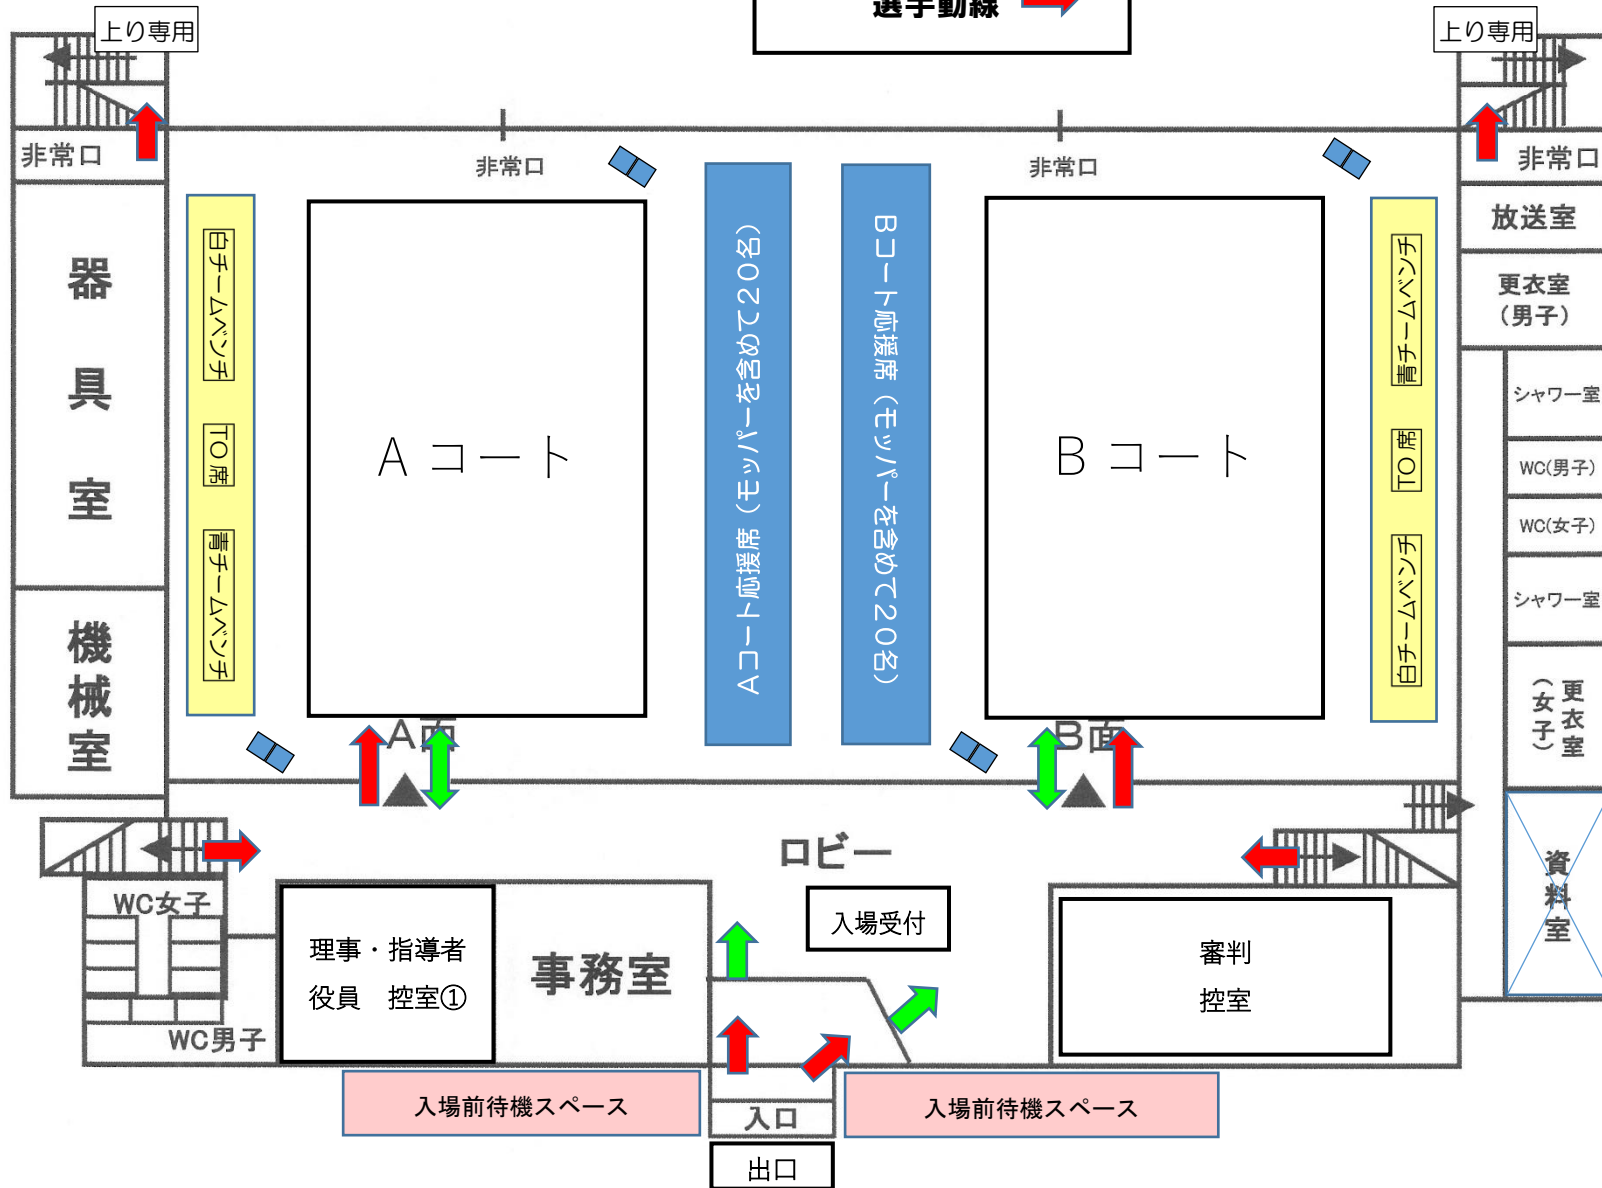 選手動線
上り専用
上り専用
非常口
非常口
非常口
非常口
器具室
機械室
白チームベンチ
TO席
青チームベンチ
Aコート
Aコート応援席（モッパーを含めて20名）
Bコート応援席（モッパーを含めて20名）
Bコート
青チームベンチ
TO席
白チームベンチ
放送室
更衣室
（男子）
シャワー室
WC(男子)
WC(女子)
シャワー室
更衣室
（女子）
資料室
A面
B面
ロビー
WC女子
WC男子
理事・指導者
役員　控室①
事務室
入場受付
審判
控室
入場前待機スペース
入場前待機スペース
入口
出口